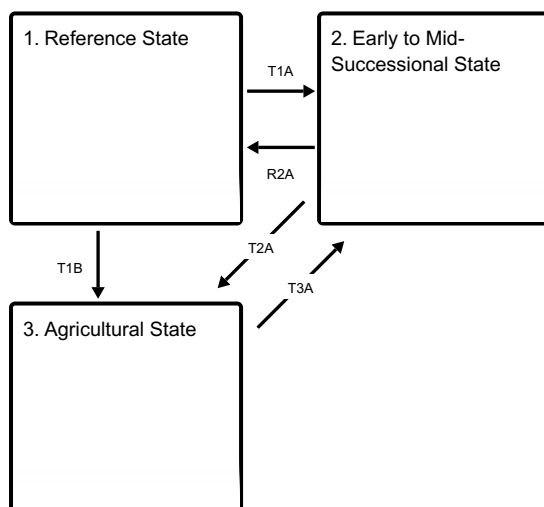 1. Reference State
2. Early to Mid-
Successional State
T1A
R2A
T1B
T2A
T3A
3. Agricultural State